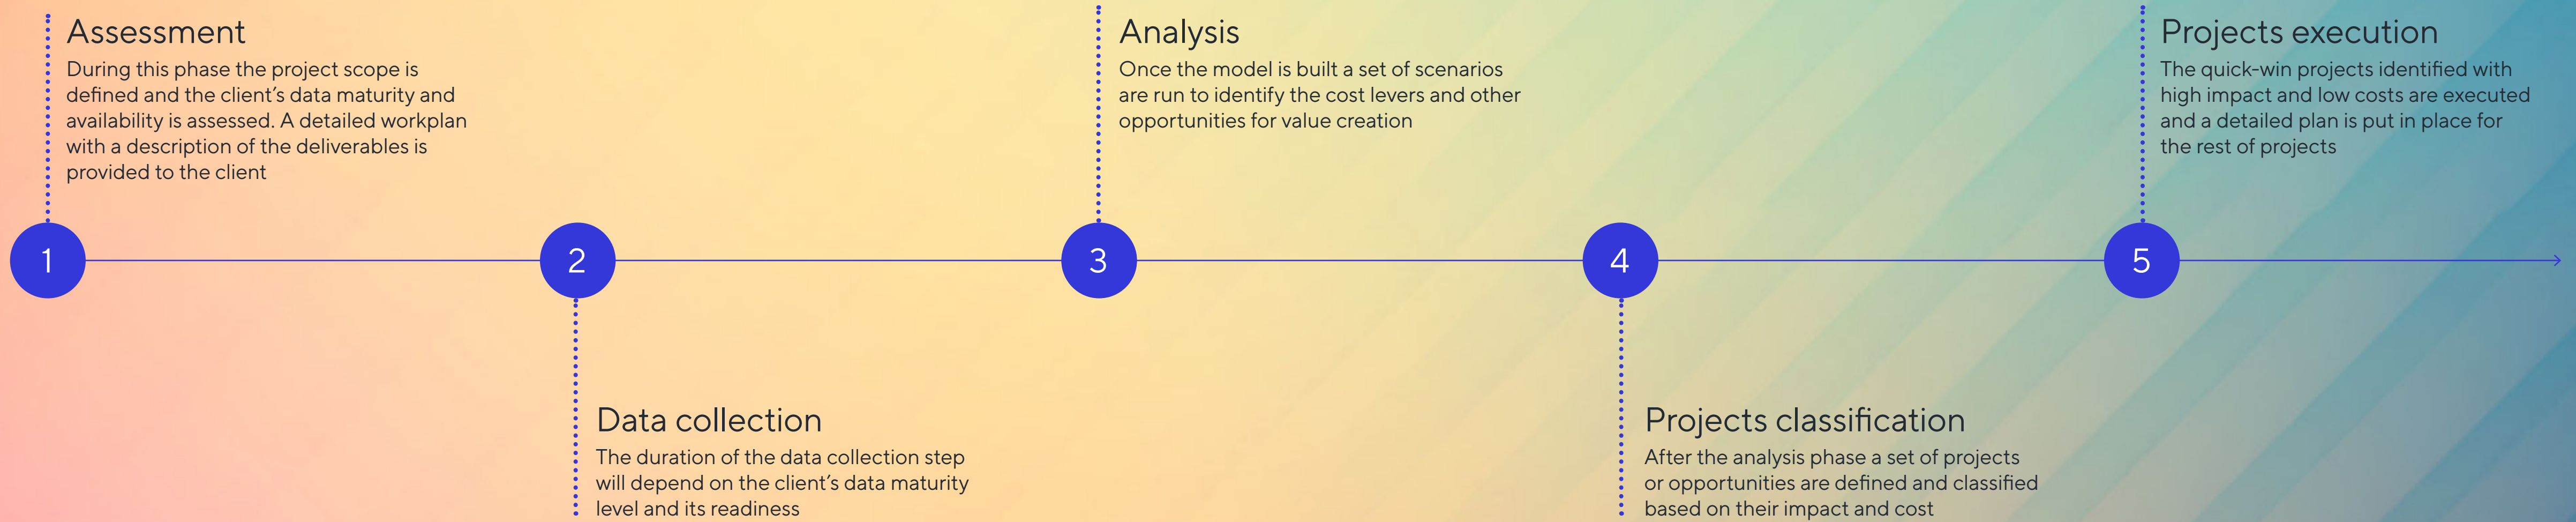 Assessment
During this phase the project scope is
defined and the client’s data maturity and
availability is assessed. A detailed workplan
with a description of the deliverables is
provided to the client
1
2
Data collection
The duration of the data collection step
will depend on the client’s data maturity
level and its readiness
Analysis
Once the model is built a set of scenarios
are run to identify the cost levers and other
opportunities for value creation
3
4
Projects classification
After the analysis phase a set of projects
or opportunities are defined and classified
based on their impact and cost
Projects execution
The quick-win projects identified with
high impact and low costs are executed
and a detailed plan is put in place for
the rest of projects
5